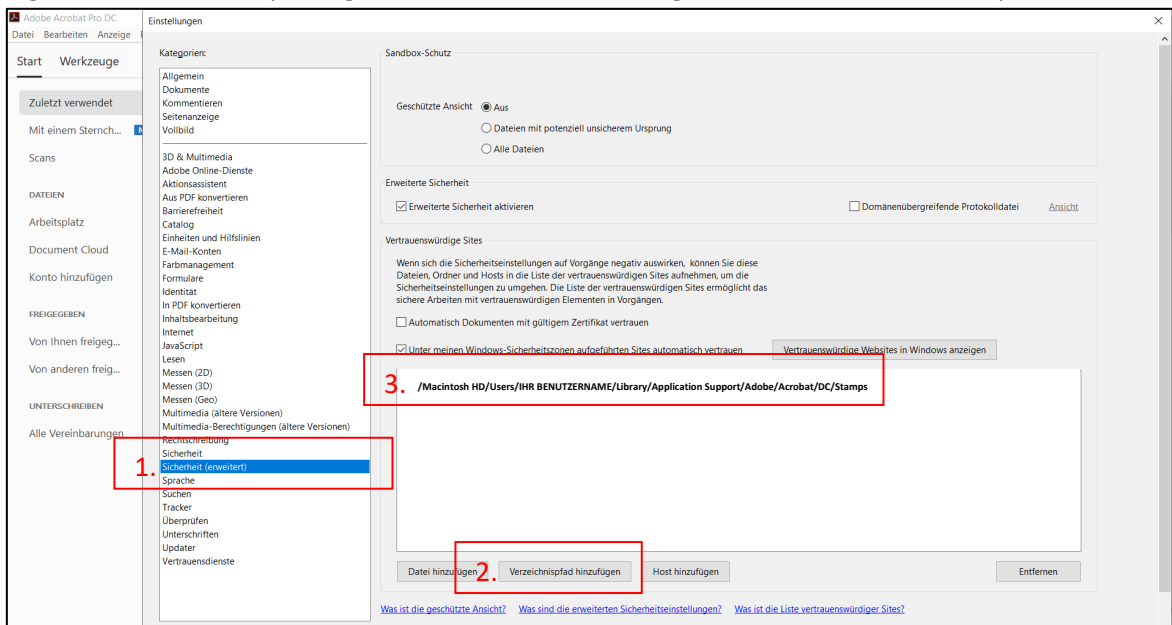 Adobe Acrobat Pro DC
Einstellungen
Datei Bearbeiten Anzeige
Start Werkzeuge
Zuletzt verwendet
Mit einem Sternch...
Scans
DATEIEN
Arbeitsplatz
Document Cloud
Konto hinzufügen
FREIGEGEBEN
Von Ihnen freigeg...
Von anderen freig...
UNTERSCHREIBEN
Alle Vereinbarungen
Kategorien:
Allgemein
Dokumente
Kommentieren
Seitenanzeige
Vollbild
3D & Multimedia
Adobe Online-Dienste
Aktionsassistent
Aus PDF konvertieren
Barrierefreiheit
Catalog
Einheiten und Hilfslinien
E-Mail-Konten
Farbmanagement
Formulare
Identität
In PDF konvertieren
Inhaltsbearbeitung
Internet
JavaScript
Lesen
Messen (2D)
Messen (3D)
Messen (Geo)
Multimedia (ältere Versionen)
Multimedia-Berechtigungen (ältere Versionen)
Rechtschreibung
Sicherheit
1. Sicherheit (erweitert)
Sprache
Suchen
Tracker
Überprüfen
Unterschriften
Updater
Vertrauensdienste
Sandbox-Schutz
Geschützte Ansicht Aus
Dateien mit potenziell unsicherem Ursprung
Alle Dateien
Erweiterte Sicherheit
Erweiterte Sicherheit aktivieren Domänenübergreifende Protokolldatei Ansicht
Vertrauenswürdige Sites
Wenn sich die Sicherheitseinstellungen auf Vorgänge negativ auswirken, können Sie diese
Dateien, Ordner und Hosts in die Liste der vertrauenswürdigen Sites aufnehmen, um die
Sicherheitseinstellungen zu umgehen. Die Liste der vertrauenswürdigen Sites ermöglicht das
sichere Arbeiten mit vertrauenswürdigen Elementen in Vorgängen.
Automatisch Dokumenten mit gültigem Zertifikat vertrauen
Unter meinen Windows-Sicherheitszonen aufgeführten Sites automatisch vertrauen Vertrauenswürdige Websites in Windows anzeigen
3. /Macintosh HD/Users/IHR BENUTZERNAME/Library/Application Support/Adobe/Acrobat/DC/Stamps
Datei hinzufügen 2. Verzeichnispfad hinzufügen Host hinzufügen Entfernen
Was ist die geschützte Ansicht? Was sind die erweiterten Sicherheitseinstellungen? Was ist die Liste vertrauenswürdiger Sites?